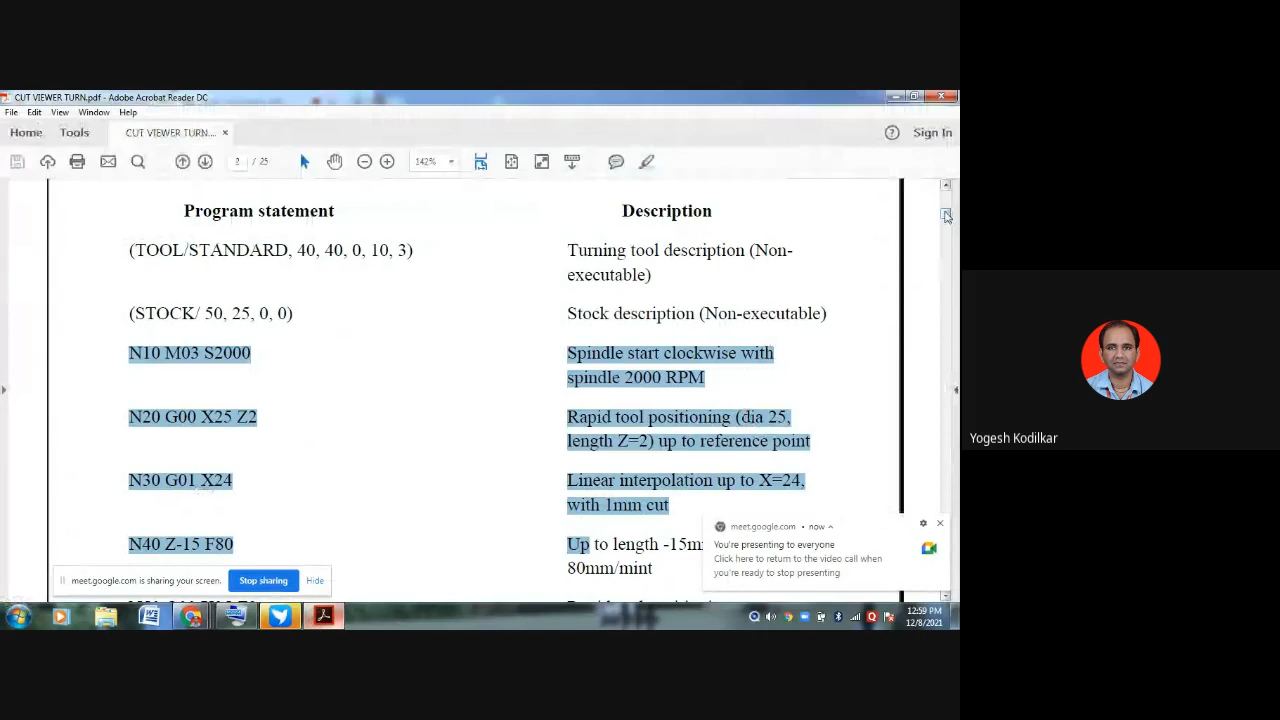 CUT VIEWER TURN.pdf - Adobe Acrobat Reader DC
File Edit View Window Help
Home Tools CUT VIEWER TURN.... × Sign In
2 / 25 142%
Program statement Description
(TOOL/STANDARD, 40, 40, 0, 10, 3) Turning tool description (Non-
executable)
(STOCK/ 50, 25, 0, 0) Stock description (Non-executable)
N10 M03 S2000 Spindle start clockwise with
spindle 2000 RPM
N20 G00 X25 Z2 Rapid tool positioning (dia 25,
length Z=2) up to reference point
N30 G01 X24 Linear interpolation up to X=24,
with 1mm cut
N40 Z-15 F80 Up to length -15m
80mm/mint
meet.google.com • now
You're presenting to everyone
Click here to return to the video call when
you're ready to stop presenting
meet.google.com is sharing your screen. Stop sharing Hide
12:59 PM
12/8/2021
Yogesh Kodilkar